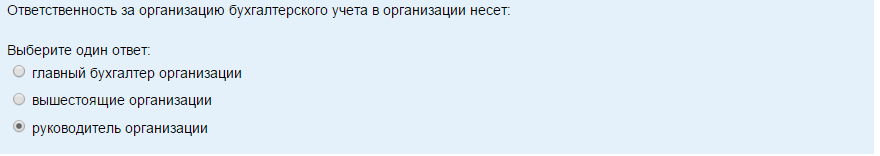 Ответственность за организацию бухгалтерского учета в организации несет:
Выберите один ответ:
главный бухгалтер организации
вышестоящие организации
руководитель организации